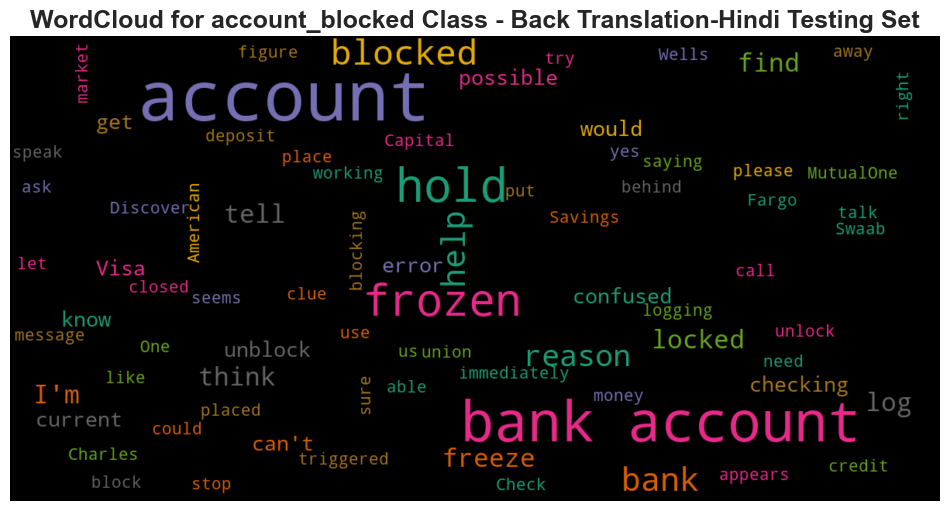 WordCloud for account_blocked Class - Back Translation-Hindi Testing Set
market
figure
blocked
try
Wells
find
away
account
possible
right
get
deposit
Capital
would
speak
place
working
yes
saying
please
MutualOne
ask
American
hold
put
behind
Fargo
Discover
tell
blocking
help
Savings
talk
Swaab
let
Visa
error
call
closed
seems
clue
frozen
confused
logging
know
message
use
locked
unlock
One
unblock
us
union
reason
need
like
think
sure
able
immediately
checking
I'm
placed
money
log
current
could
can't
bank account
Charles
triggered
freeze
credit
block
stop
Check
bank
appears